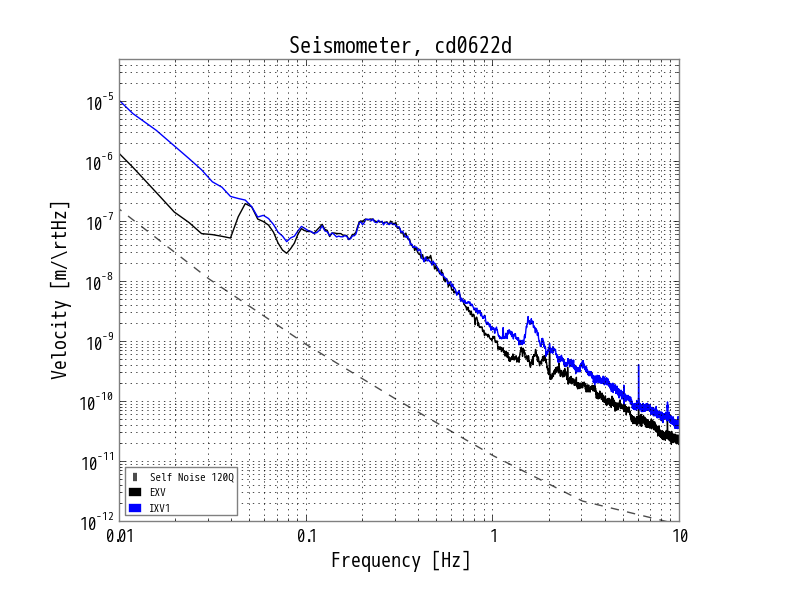 Seismometer, cd0622d
Velocity [m/\rtHz]
10^-5
10^-6
10^-7
10^-8
10^-9
10^-10
10^-11
10^-12
Self Noise 120Q
EXV
IXV1
0.01 0.1 1 10
Frequency [Hz]